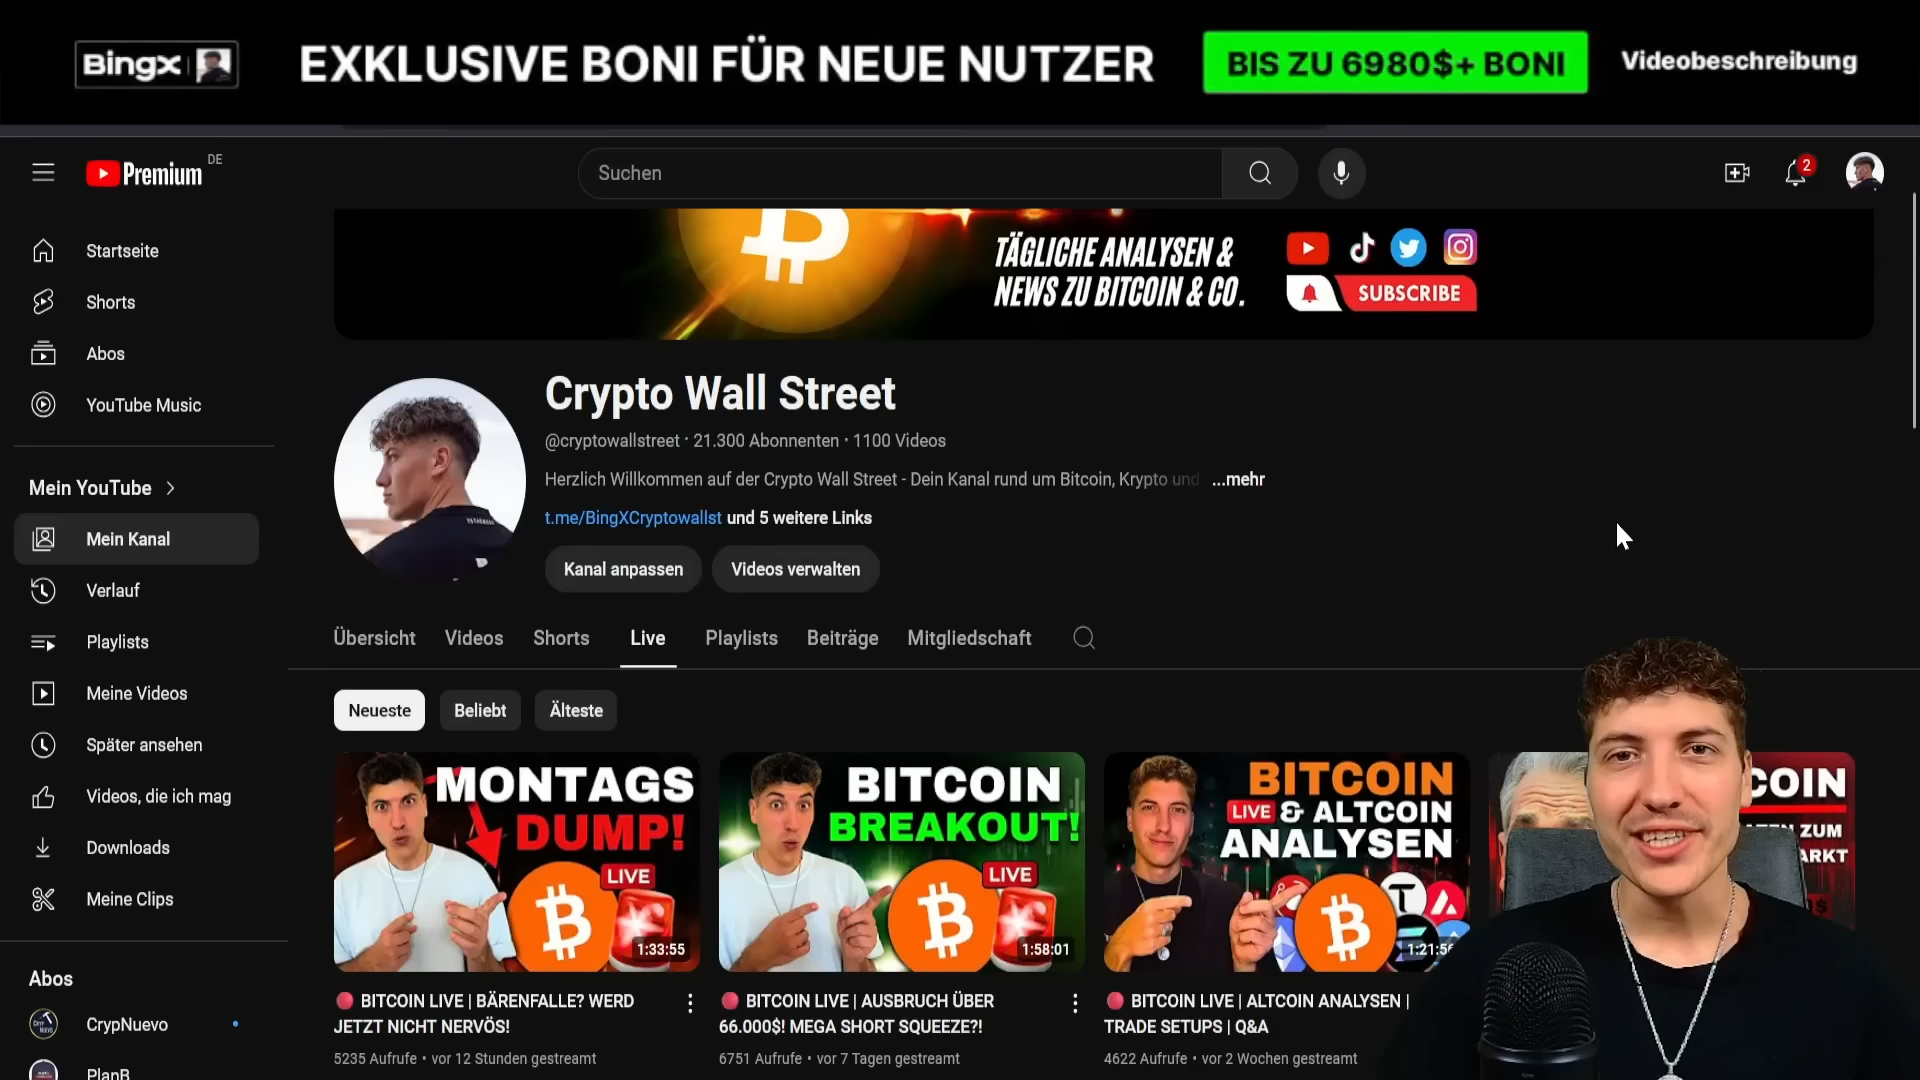 Bingx
EXKLUSIVE BONI FÜR NEUE NUTZER
BIS ZU 6980$+ BONI
Videobeschreibung
Premium
DE
Suchen
2
Startseite
Shorts
Abos
YouTube Music
Mein YouTube
Mein Kanal
Verlauf
Playlists
Meine Videos
Später ansehen
Videos, die ich mag
Downloads
Meine Clips
Abos
CrypNuevo
PlanB
TÄGLICHE ANALYSEN &
NEWS ZU BITCOIN & CO.
SUBSCRIBE
Crypto Wall Street
@cryptowallstreet · 21.300 Abonnenten · 1100 Videos
Herzlich Willkommen auf der Crypto Wall Street - Dein Kanal rund um Bitcoin, Krypto und ...mehr
t.me/BingXCryptowallst und 5 weitere Links
Kanal anpassen
Videos verwalten
Übersicht
Videos
Shorts
Live
Playlists
Beiträge
Mitgliedschaft
Neueste
Beliebt
Älteste
MONTAGS
DUMP!
LIVE
1:33:55
BITCOIN LIVE | BÄRENFALLE? WERD
JETZT NICHT NERVÖS!
5235 Aufrufe • vor 12 Stunden gestreamt
BITCOIN
BREAKOUT!
LIVE
1:58:01
BITCOIN LIVE | AUSBRUCH ÜBER
66.000$! MEGA SHORT SQUEEZE?!
6751 Aufrufe • vor 7 Tagen gestreamt
BITCOIN
LIVE & ALTCOIN
ANALYSEN
1:21:56
BITCOIN LIVE | ALTCOIN ANALYSEN |
TRADE SETUPS | Q&A
4622 Aufrufe • vor 2 Wochen gestreamt
COIN
ZUM
ARKT